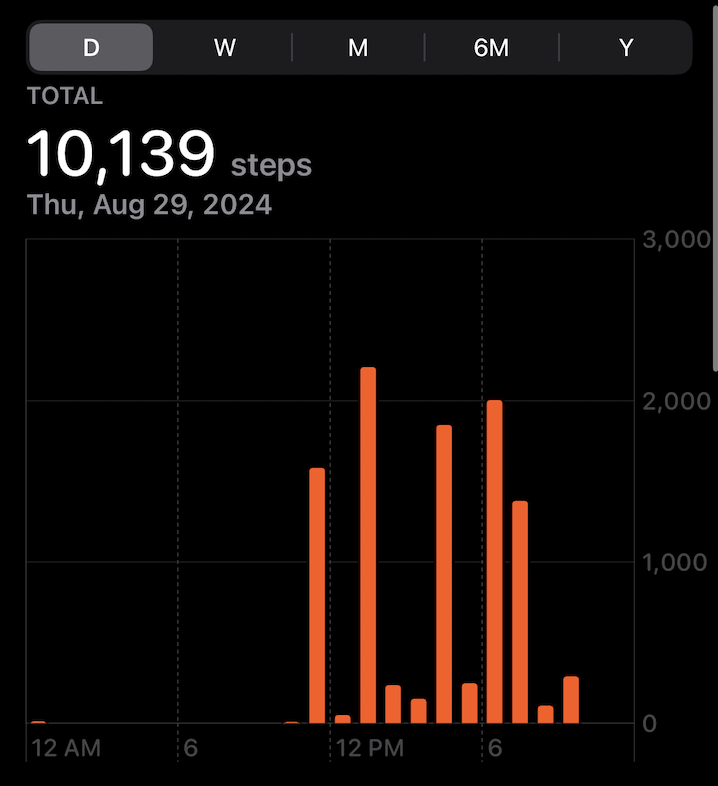 D W M 6M Y
TOTAL
10,139 steps
Thu, Aug 29, 2024
3,000
2,000
1,000
0
12 AM 6 12 PM 6